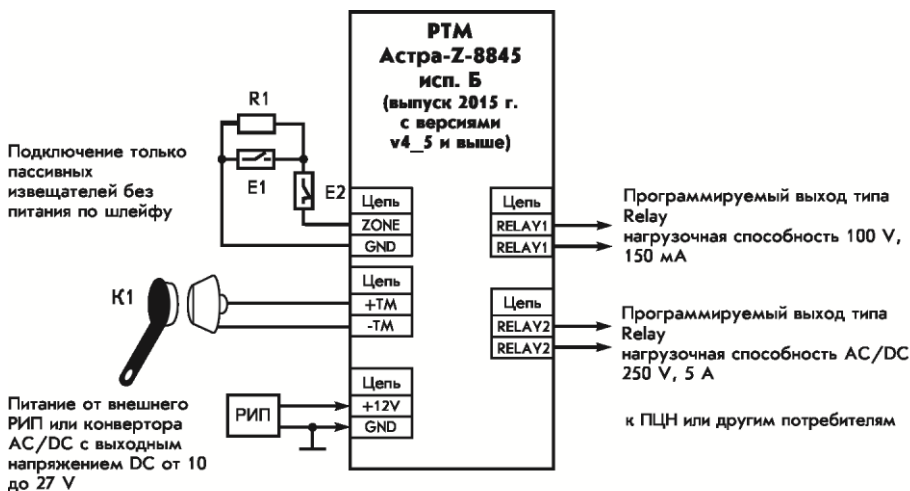 РТМ
Астра-Z-8845
исп. Б
(выпуск 2015 г.
с версиями
v4_5 и выше)
R1
E1
E2
Подключение только
пассивных
извещателей без
питания по шлейфу
Цепь
ZONE
GND
K1
Цепь
+TM
-TM
Питание от внешнего
РИП или конвертора
AC/DC с выходным
напряжением DC от 10
до 27 V
РИП
Цепь
+12V
GND
Цепь
RELAY1
RELAY1
Программируемый выход типа
Relay
нагрузочная способность 100 V,
150 мА
Цепь
RELAY2
RELAY2
Программируемый выход типа
Relay
нагрузочная способность AC/DC
250 V, 5 A
к ПЦН или другим потребителям